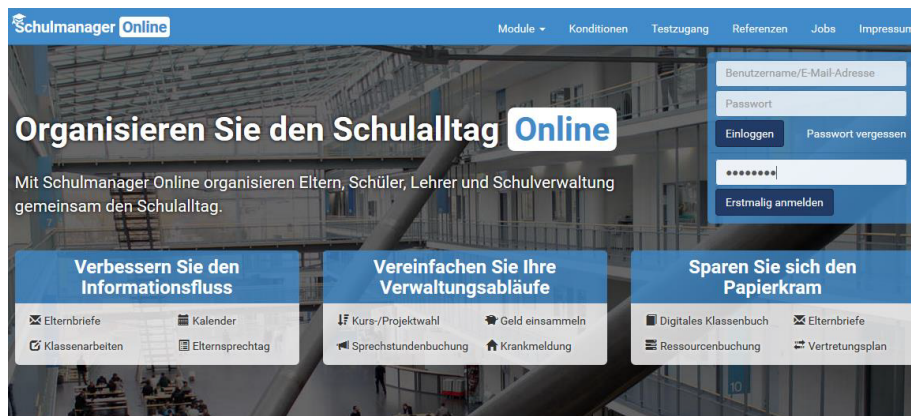 Schulmanager Online
Module Konditionen Testzugang Referenzen Jobs Impressum
Benutzername/E-Mail-Adresse
Passwort
Einloggen Passwort vergessen
Erstmalig anmelden
Organisieren Sie den Schulalltag Online
Mit Schulmanager Online organisieren Eltern, Schüler, Lehrer und Schulverwaltung
gemeinsam den Schulalltag.
Verbessern Sie den
Informationsfluss
Elternbriefe Kalender
Klassenarbeiten Elternsprechtag
Vereinfachen Sie Ihre
Verwaltungsabläufe
Kurs-/Projektwahl Geld einsammeln
Sprechstundenbuchung Krankmeldung
Sparen Sie sich den
Papierkram
Digitales Klassenbuch Elternbriefe
Ressourcenbuchung Vertretungsplan
10